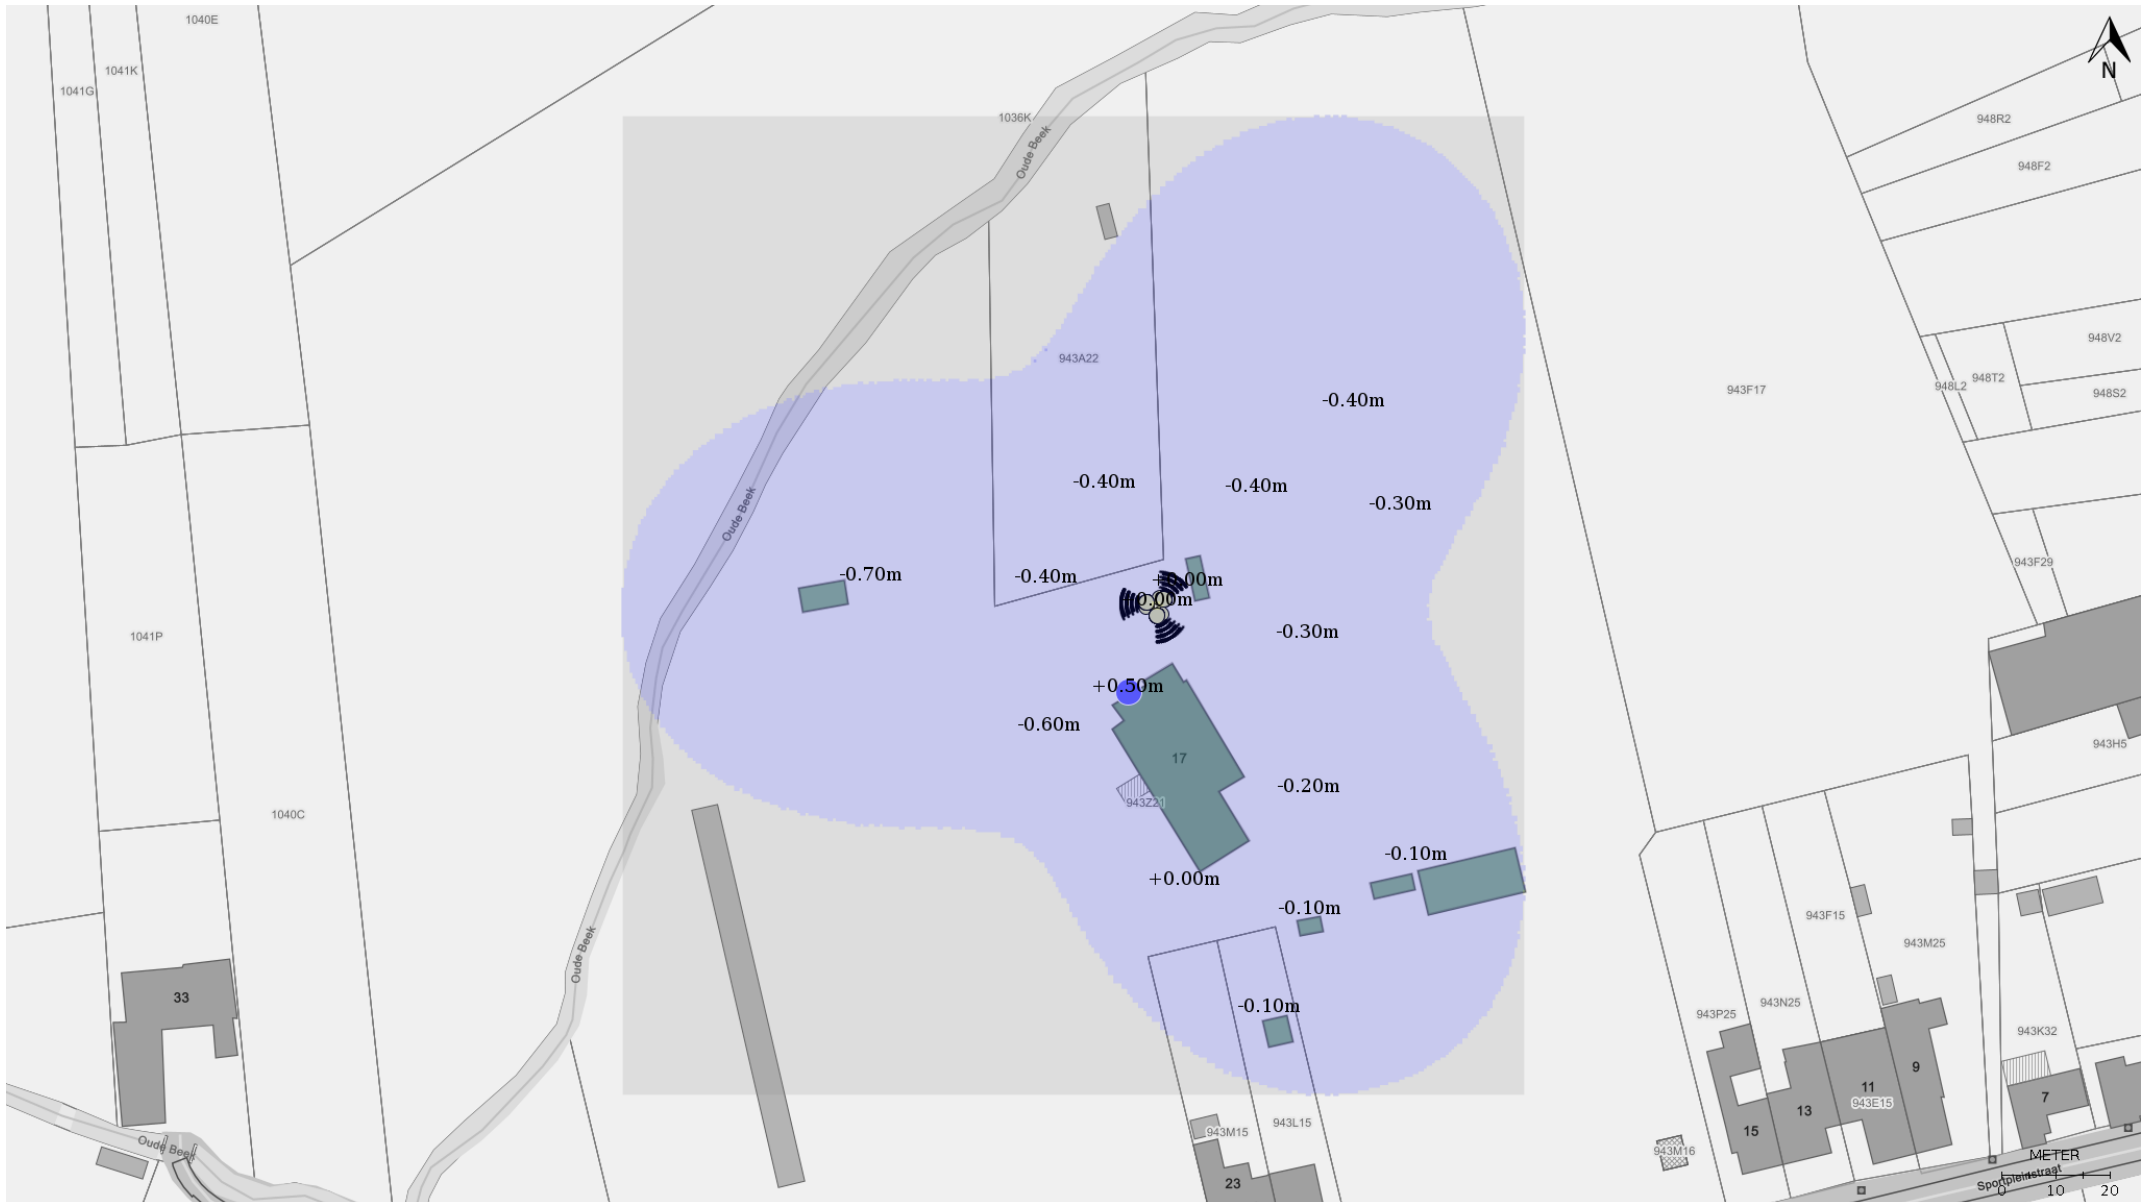 1040E
1041K
1041G
N
1036K
Oude Beek
948R2
948F2
943A22
943F17
948V2
948T2
948L2
948S2
-0.40m
-0.40m
-0.40m
-0.30m
Oude Beek
943F29
-0.70m
-0.40m
+0.00m
-0.30m
1041P
+0.50m
-0.60m
17
943H5
-0.20m
943Z21
1040C
-0.10m
+0.00m
-0.10m
943F15
943M25
Oude Beek
33
-0.10m
943N25
943P25
943K32
9
11
943E15
7
13
15
943L15
943M15
943M16
Oude Beek
METER
Sportpleinstraat
23
0 10 20